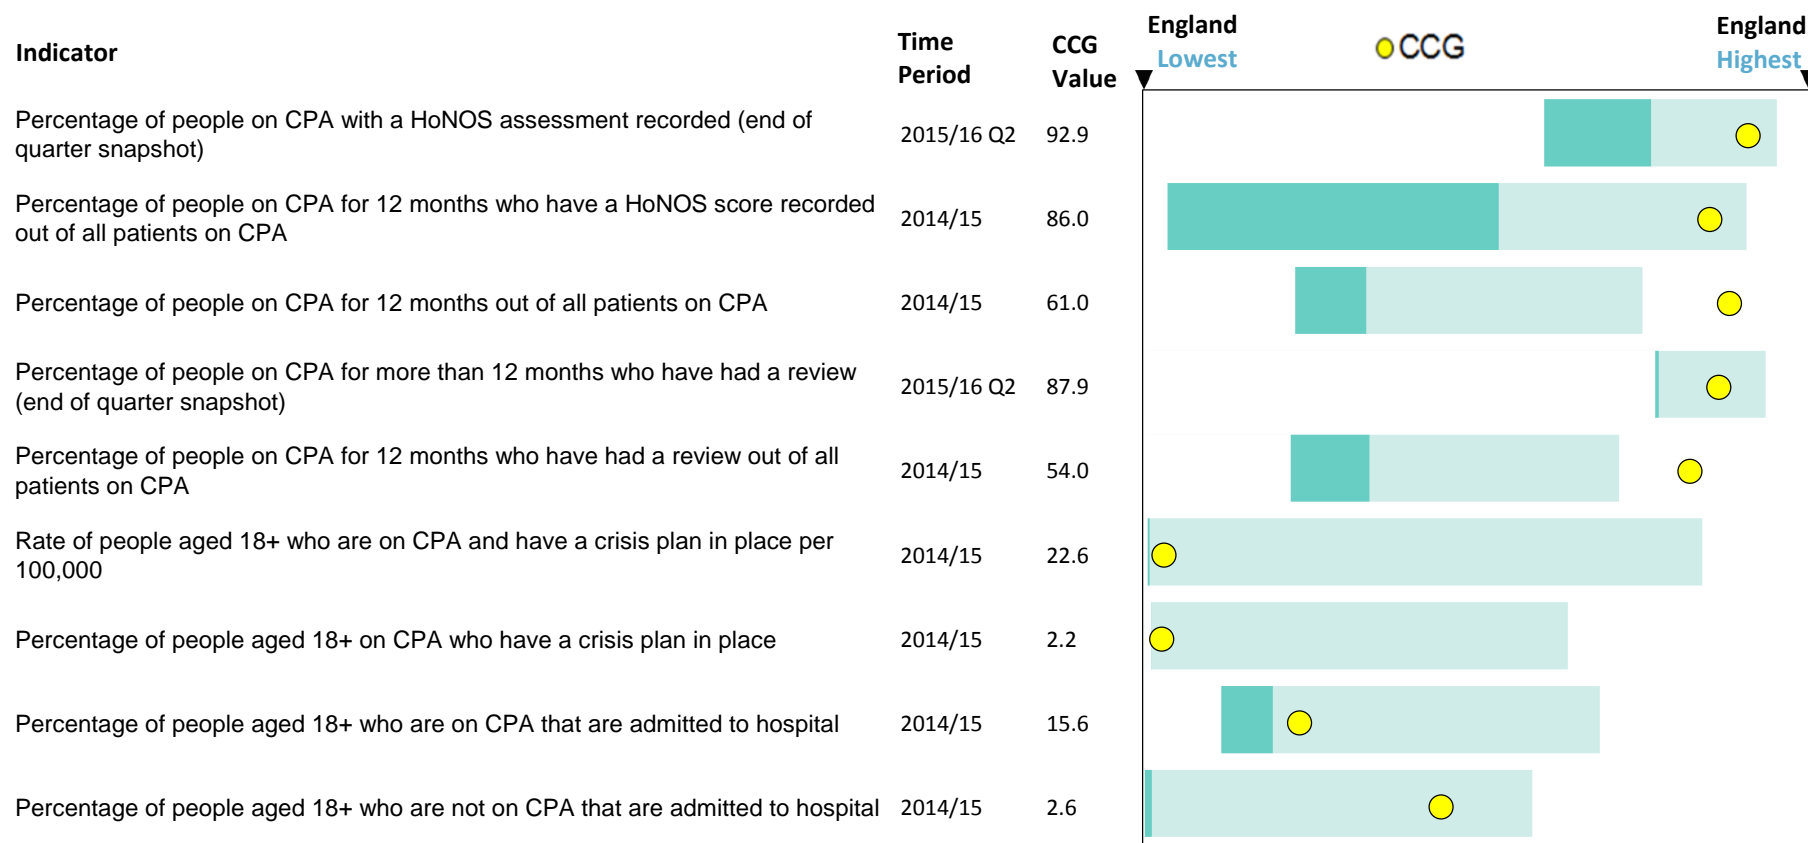 Indicator
Time
Period
CCG
Value
England
Lowest
CCG
England
Highest
Percentage of people on CPA with a HoNOS assessment recorded (end of
quarter snapshot)
2015/16 Q2
92.9
Percentage of people on CPA for 12 months who have a HoNOS score recorded
out of all patients on CPA
2014/15
86.0
Percentage of people on CPA for 12 months out of all patients on CPA
2014/15
61.0
Percentage of people on CPA for more than 12 months who have had a review
(end of quarter snapshot)
2015/16 Q2
87.9
Percentage of people on CPA for 12 months who have had a review out of all
patients on CPA
2014/15
54.0
Rate of people aged 18+ who are on CPA and have a crisis plan in place per
100,000
2014/15
22.6
Percentage of people aged 18+ on CPA who have a crisis plan in place
2014/15
2.2
Percentage of people aged 18+ who are on CPA that are admitted to hospital
2014/15
15.6
Percentage of people aged 18+ who are not on CPA that are admitted to hospital
2014/15
2.6